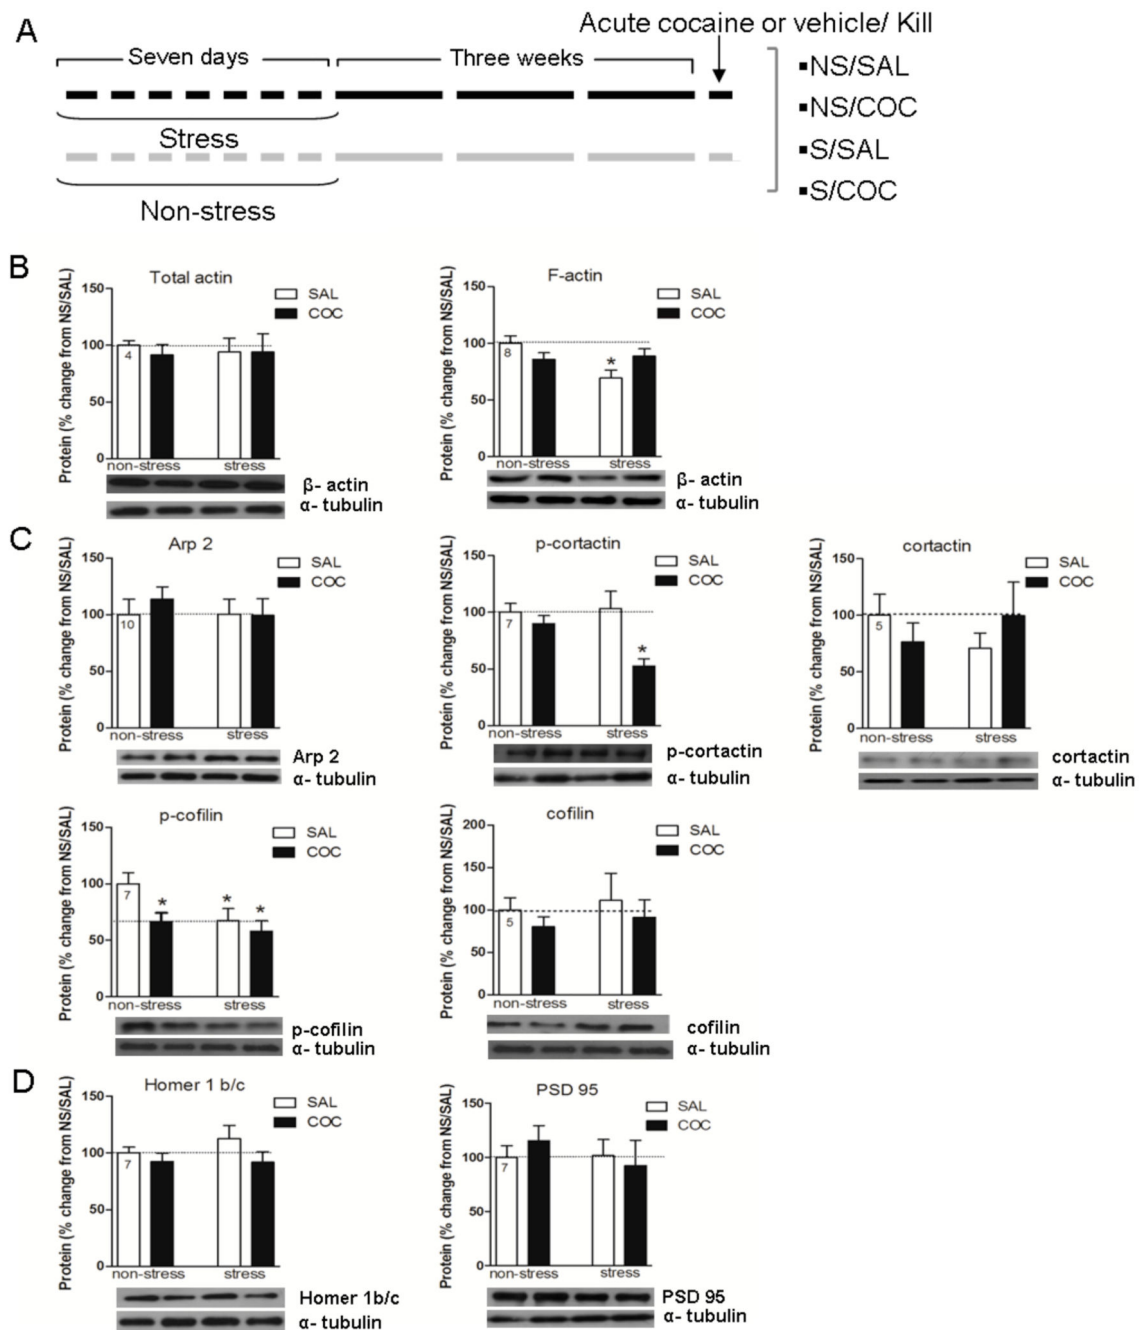 A
Acute cocaine or vehicle/ Kill
Seven days
Three weeks
Stress
Non-stress
▪NS/SAL
▪NS/COC
▪S/SAL
▪S/COC
B
Protein (% change from NS/SAL)
Total actin
150
100
50
0
SAL
COC
4
non-stress
stress
β- actin
α- tubulin
Protein (% change from NS/SAL)
F-actin
150
100
50
0
SAL
COC
8
*
non-stress
stress
β- actin
α- tubulin
C
Protein (% change from NS/SAL)
Arp 2
150
100
50
0
SAL
COC
10
non-stress
stress
Arp 2
α- tubulin
Protein (% change from NS/SAL)
p-cortactin
150
100
50
0
SAL
COC
7
*
non-stress
stress
p-cortactin
α- tubulin
Protein (% change from NS/SAL)
cortactin
150
100
50
0
SAL
COC
5
non-stress
stress
cortactin
α- tubulin
Protein (% change from NS/SAL)
p-cofilin
150
100
50
0
SAL
COC
7
*
*
*
non-stress
stress
p-cofilin
α- tubulin
Protein (% change from NS/SAL)
cofilin
200
150
100
50
0
SAL
COC
5
non-stress
stress
cofilin
α- tubulin
D
Protein (% change from NS/SAL)
Homer 1 b/c
150
100
50
0
SAL
COC
7
non-stress
stress
Homer 1b/c
α- tubulin
Protein (% change from NS/SAL)
PSD 95
150
100
50
0
SAL
COC
7
non-stress
stress
PSD 95
α- tubulin